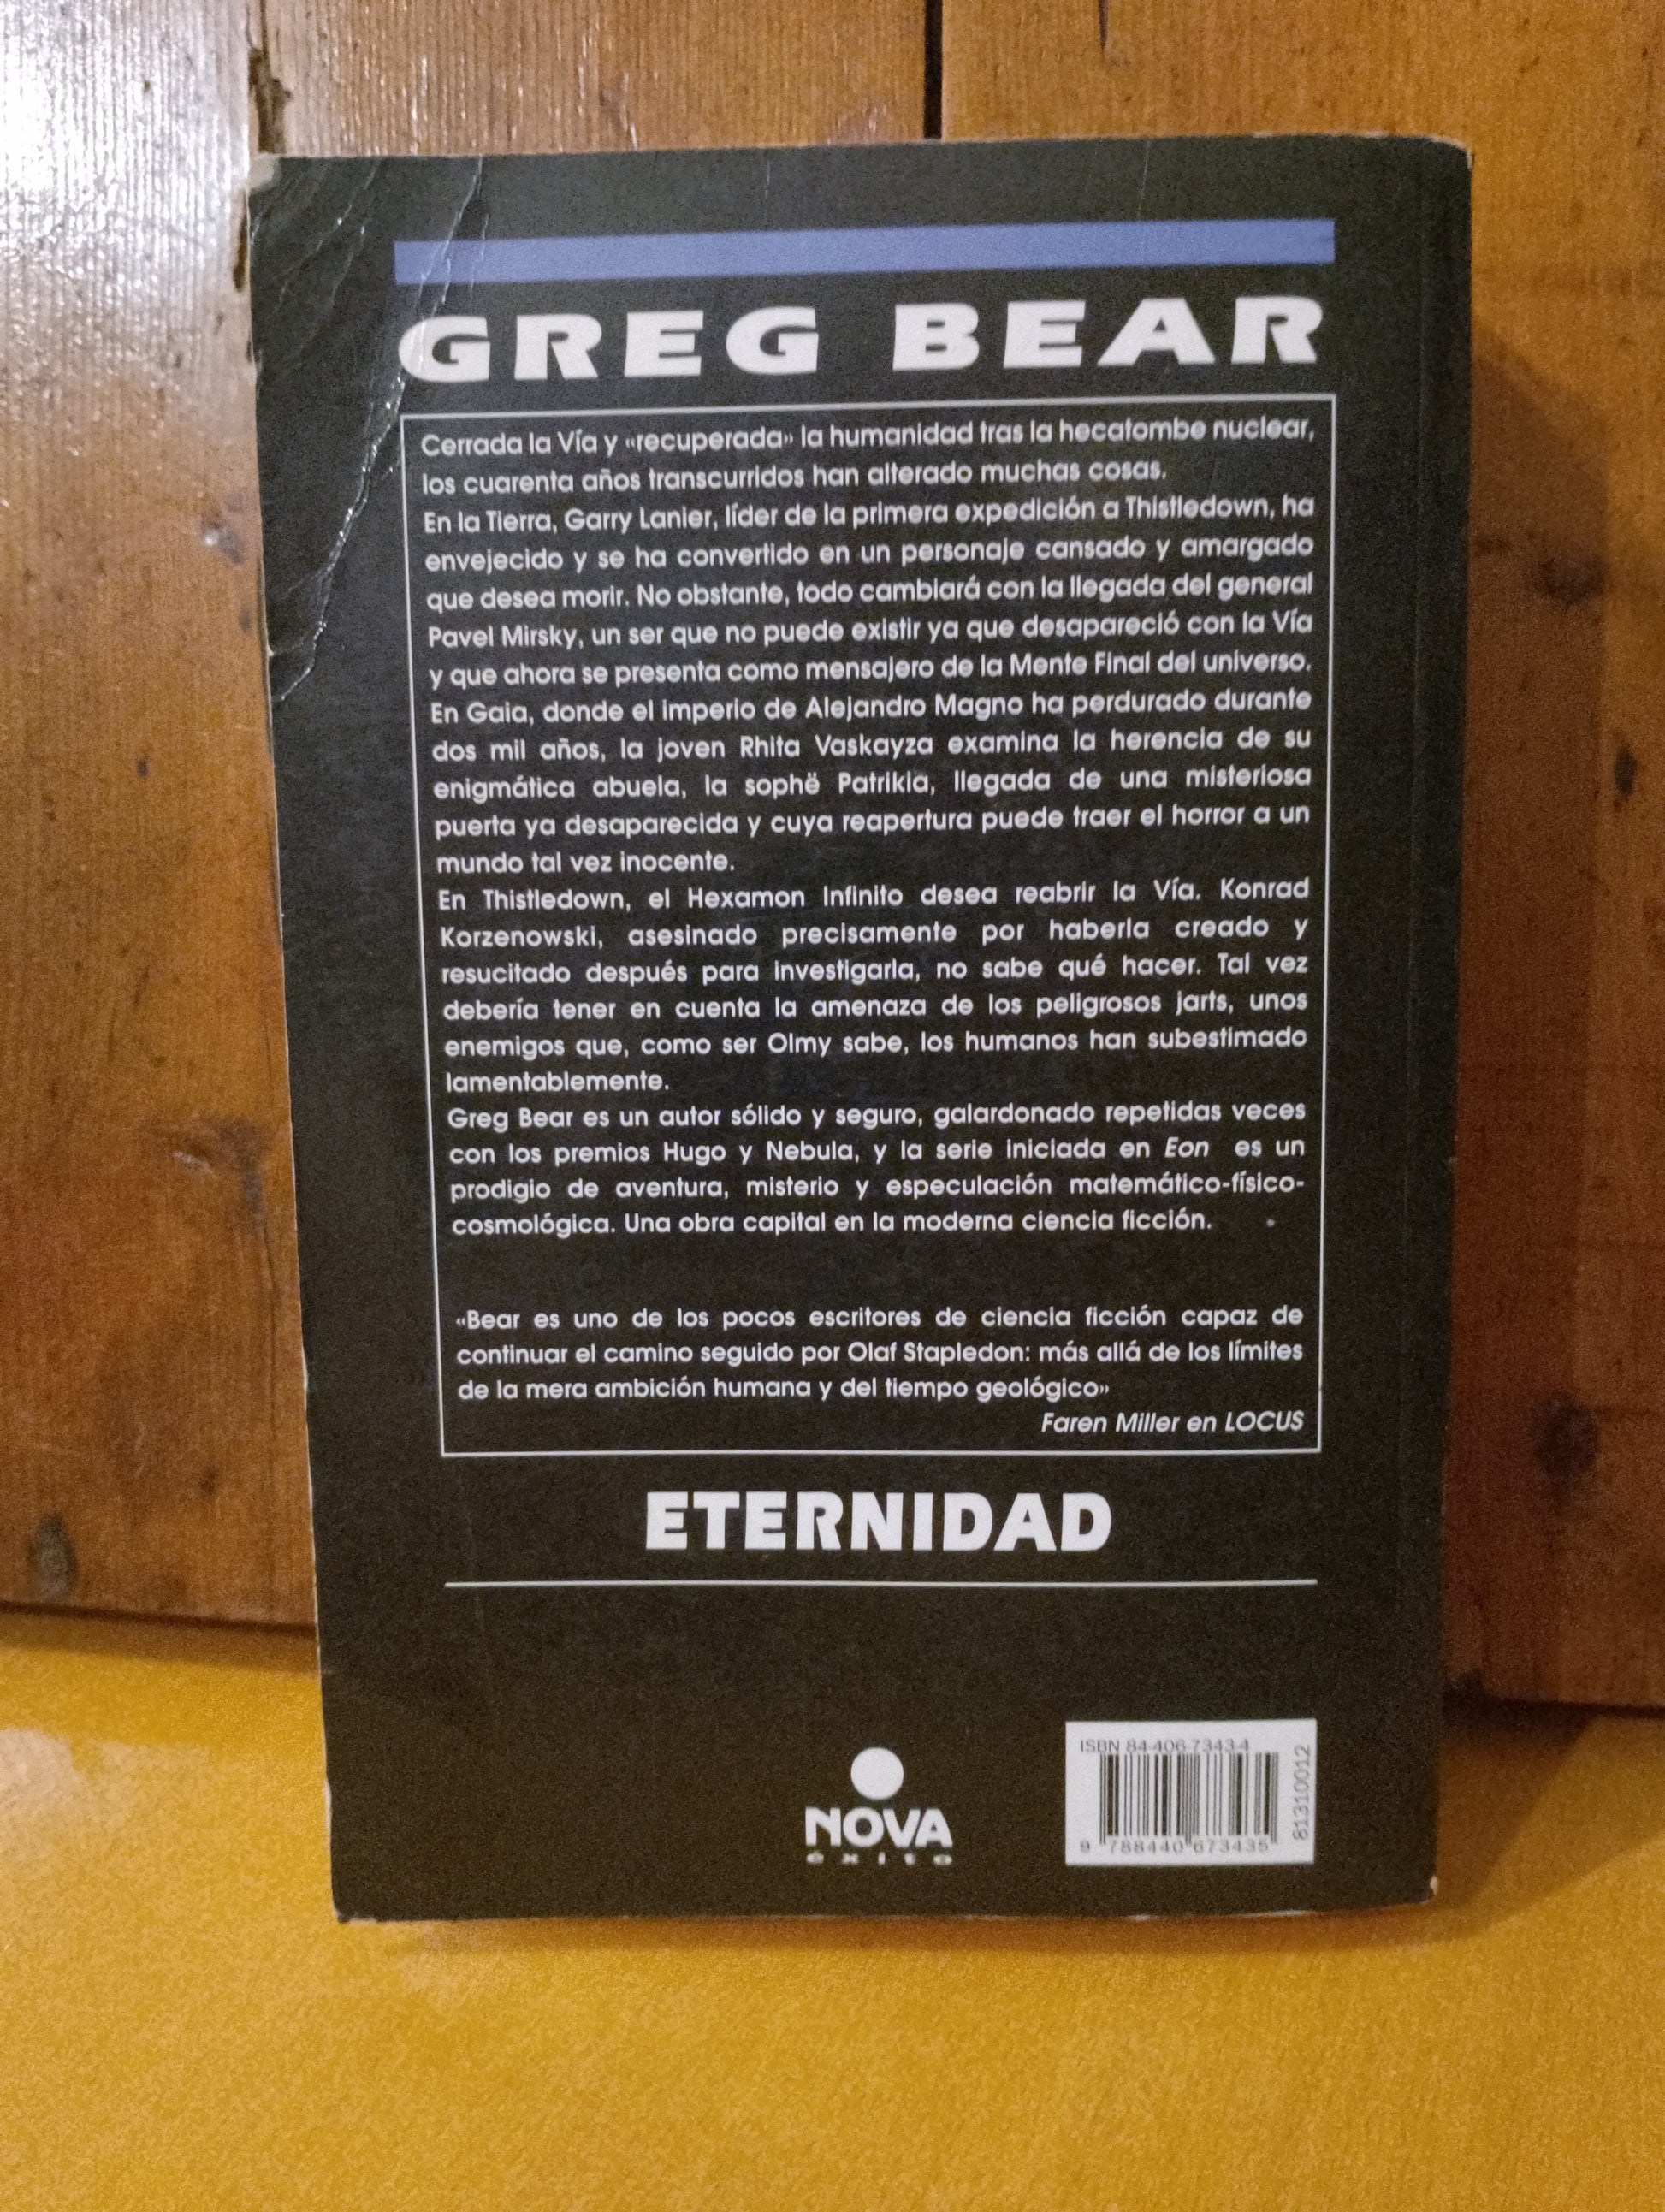 GREG BEAR
Cerrada la Vía y «recuperada» la humanidad tras la hecatombe nuclear,
los cuarenta años transcurridos han alterado muchas cosas.
En la Tierra, Garry Lanier, líder de la primera expedición a Thistledown, ha
envejecido y se ha convertido en un personaje cansado y amargado
que desea morir. No obstante, todo cambiará con la llegada del general
Pavel Mirsky, un ser que no puede existir ya que desapareció con la Vía
y que ahora se presenta como mensajero de la Mente Final del universo.
En Gaia, donde el imperio de Alejandro Magno ha perdurado durante
dos mil años, la joven Rhita Vaskayza examina la herencia de su
enigmática abuela, la sophë Patrikia, llegada de una misteriosa
puerta ya desaparecida y cuya reapertura puede traer el horror a un
mundo tal vez inocente.
En Thistledown, el Hexamon Infinito desea reabrir la Vía. Konrad
Korzenowski, asesinado precisamente por haberla creado y
resucitado después para investigarla, no sabe qué hacer. Tal vez
debería tener en cuenta la amenaza de los peligrosos jarts, unos
enemigos que, como ser Olmy sabe, los humanos han subestimado
lamentablemente.
Greg Bear es un autor sólido y seguro, galardonado repetidas veces
con los premios Hugo y Nebula, y la serie iniciada en Eon es un
prodigio de aventura, misterio y especulación matemático-físico-
cosmológica. Una obra capital en la moderna ciencia ficción.
«Bear es uno de los pocos escritores de ciencia ficción capaz de
continuar el camino seguido por Olaf Stapledon: más allá de los límites
de la mera ambición humana y del tiempo geológico»
Faren Miller en LOCUS
ETERNIDAD
NOVA
éxito
ISBN 84-406-7343-4
9 788440 673435
81310012